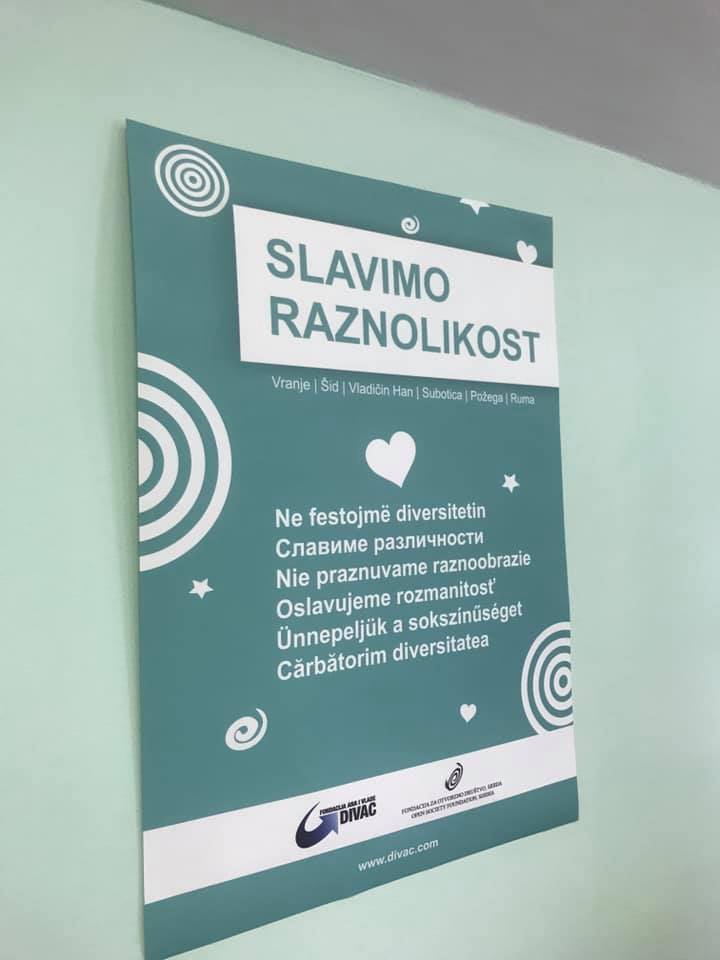 SLAVIMO
RAZNOLIKOST
Vranje | Šid | Vladičin Han | Subotica | Požega | Ruma
Ne festojmë diversitetin
Славиме различности
Nie praznuvame raznoobrazie
Oslavujeme rozmanitosť
Ünnepeljük a sokszínűséget
Cărbătorim diversitatea
FONDACIJA ANA I VLADE
DIVAC
FONDACIJA ZA OTVORENO DRUŠTVO, SRBIJA
OPEN SOCIETY FOUNDATION, SERBIA
www.divac.com